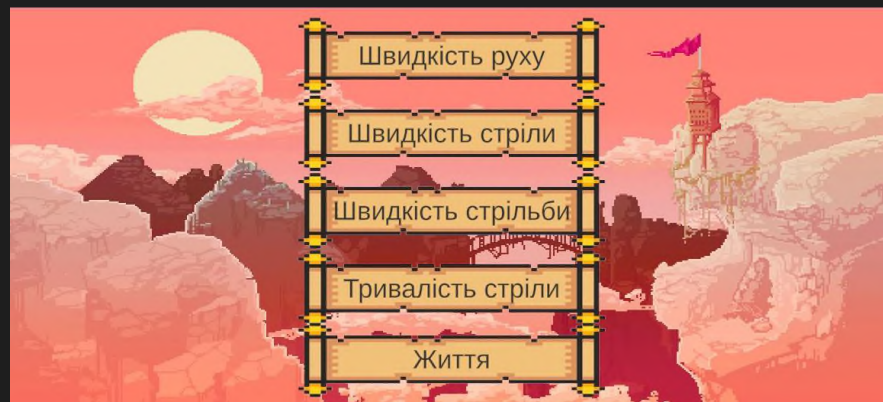 Швидкість руху
Швидкість стріли
Швидкість стрільби
Тривалість стріли
Життя